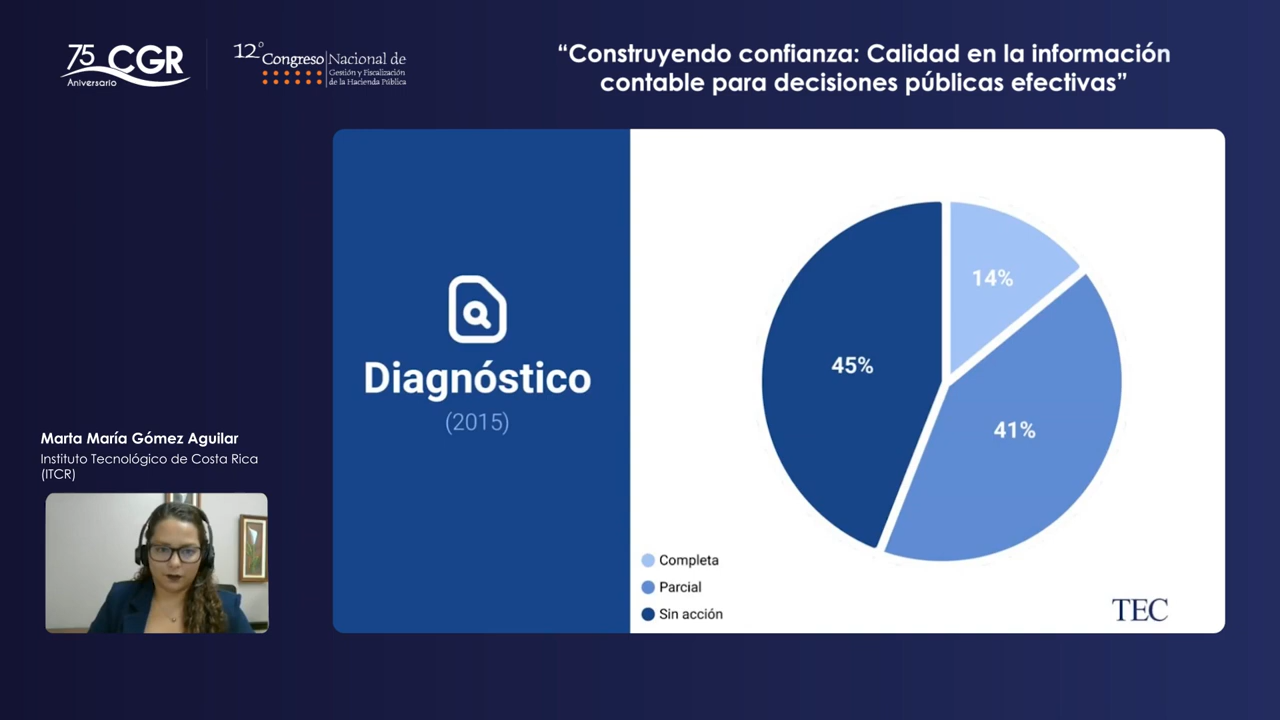 75 CGR
Aniversario
12° Congreso Nacional de
Gestión y Fiscalización
de la Hacienda Pública
“Construyendo confianza: Calidad en la información
contable para decisiones públicas efectivas”
Diagnóstico
(2015)
14%
45%
41%
Completa
Parcial
Sin acción
TEC
Marta María Gómez Aguilar
Instituto Tecnológico de Costa Rica
(ITCR)